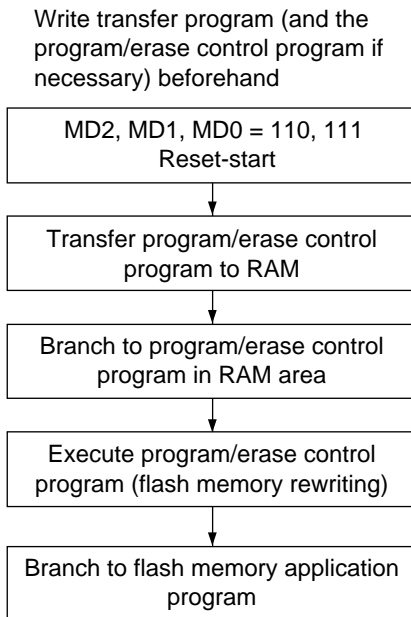 Write transfer program (and the
program/erase control program if
necessary) beforehand
MD2, MD1, MD0 = 110, 111
Reset-start
Transfer program/erase control
program to RAM
Branch to program/erase control
program in RAM area
Execute program/erase control
program (flash memory rewriting)
Branch to flash memory application
program